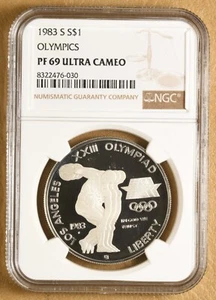 1983 S S$1
OLYMPICS
PF 69 ULTRA CAMEO
8322476-030
NUMISMATIC GUARANTY COMPANY
NGC
LOS ANGELES XXIII OLYMPIAD
1983
LIBERTY